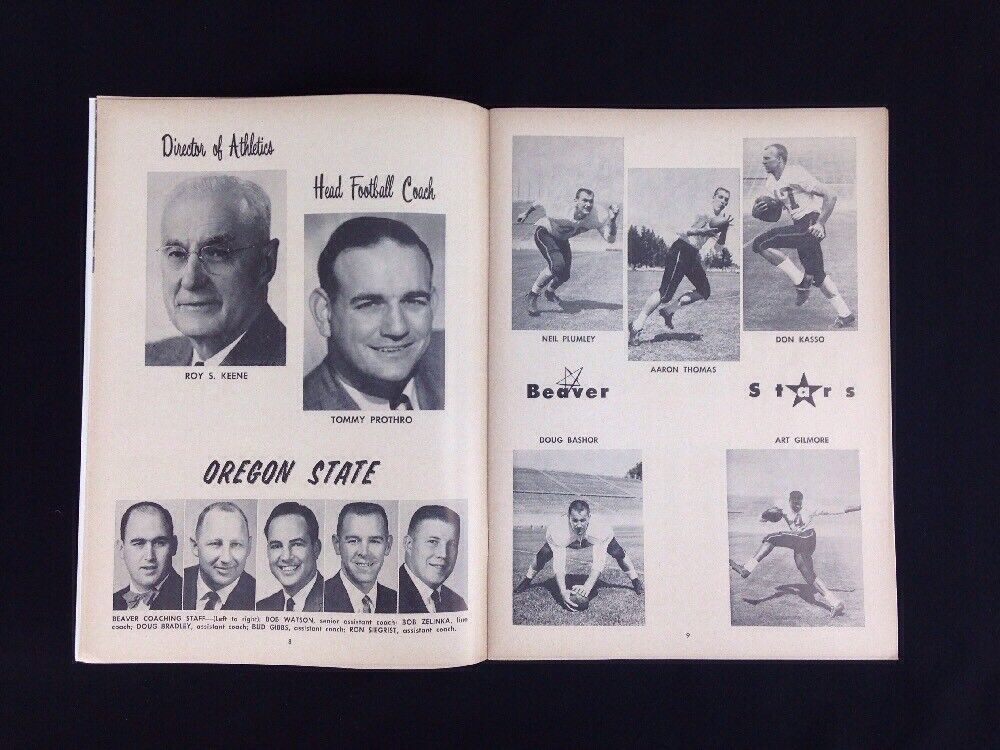 Director of Athletics
Head Football Coach
ROY S. KEENE
TOMMY PROTHRO
OREGON STATE
BEAVER COACHING STAFF—(Left to right): BOB WATSON, senior assistant coach; BOB ZELINKA, line
coach; DOUG BRADLEY, assistant coach; BUD GIBBS, assistant coach; RON SIEGRIST, assistant coach.
8
NEIL PLUMLEY
AARON THOMAS
DON KASSO
Beaver Stars
DOUG BASHOR
ART GILMORE
9